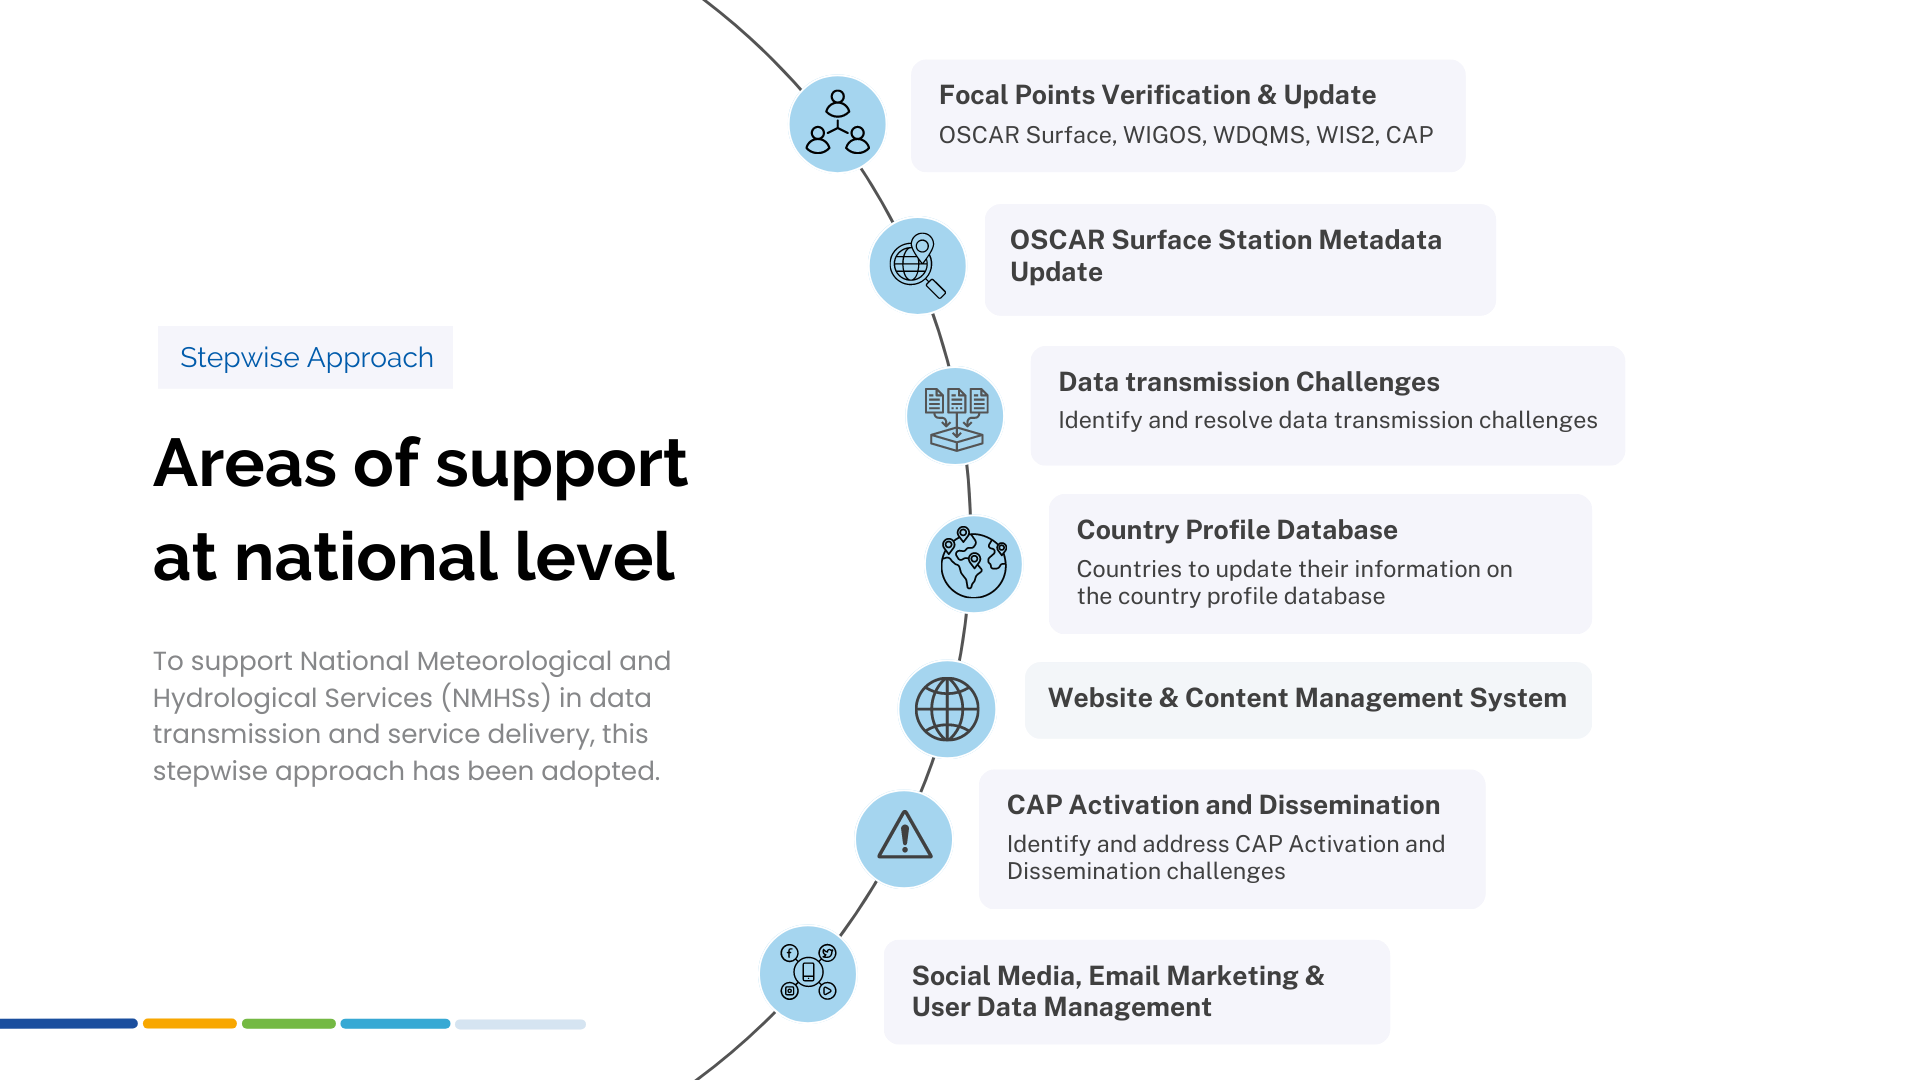 Stepwise Approach
Areas of support
at national level
To support National Meteorological and
Hydrological Services (NMHSs) in data
transmission and service delivery, this
stepwise approach has been adopted.
Focal Points Verification & Update
OSCAR Surface, WIGOS, WDQMS, WIS2, CAP
OSCAR Surface Station Metadata
Update
Data transmission Challenges
Identify and resolve data transmission challenges
Country Profile Database
Countries to update their information on
the country profile database
Website & Content Management System
CAP Activation and Dissemination
Identify and address CAP Activation and
Dissemination challenges
Social Media, Email Marketing &
User Data Management